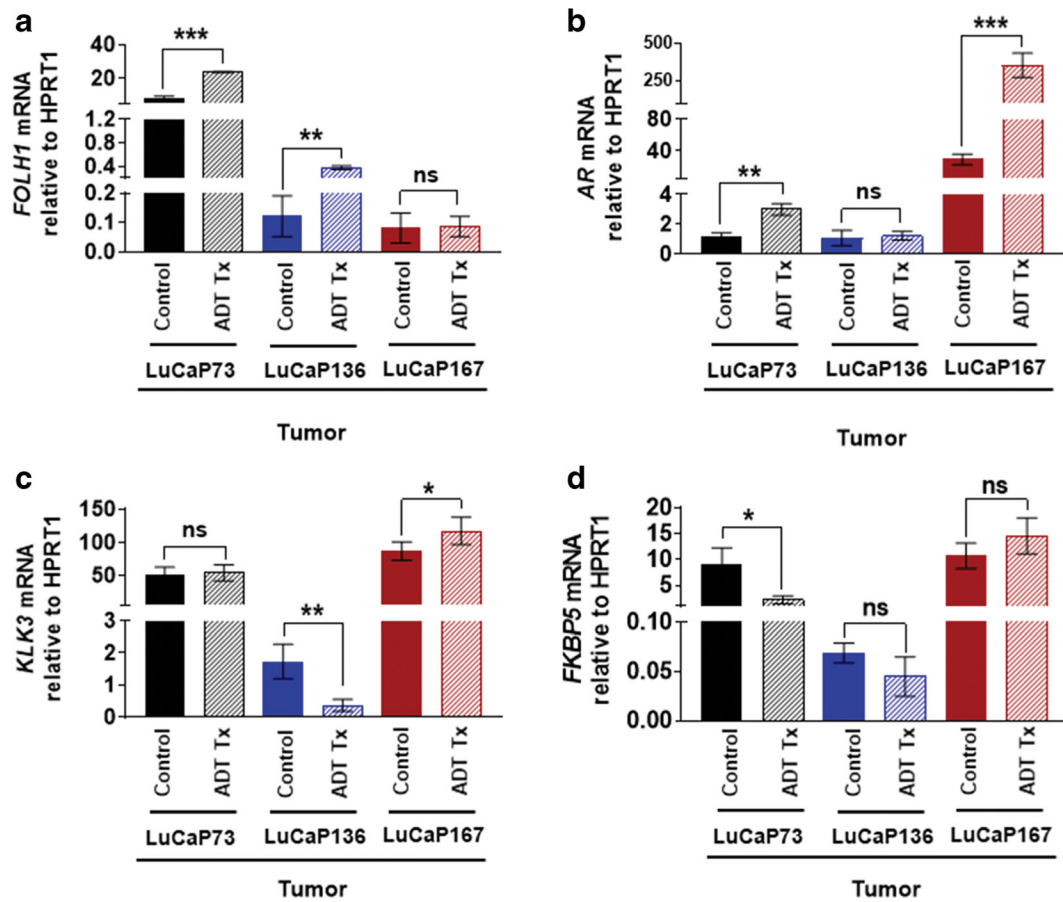 a
FOLH1 mRNA
relative to HPRT1
40
20
1.2
0.8
0.4
0.2
0.1
0.0
***
**
ns
Control
ADT Tx
Control
ADT Tx
Control
ADT Tx
LuCaP73
LuCaP136
LuCaP167
Tumor
b
AR mRNA
relative to HPRT1
500
250
80
40
4
2
0
**
ns
***
Control
ADT Tx
Control
ADT Tx
Control
ADT Tx
LuCaP73
LuCaP136
LuCaP167
Tumor
c
KLK3 mRNA
relative to HPRT1
150
100
50
3
2
1
0
ns
**
*
Control
ADT Tx
Control
ADT Tx
Control
ADT Tx
LuCaP73
LuCaP136
LuCaP167
Tumor
d
FKBP5 mRNA
relative to HPRT1
20
15
10
5
0.10
0.05
0.00
*
ns
ns
Control
ADT Tx
Control
ADT Tx
Control
ADT Tx
LuCaP73
LuCaP136
LuCaP167
Tumor